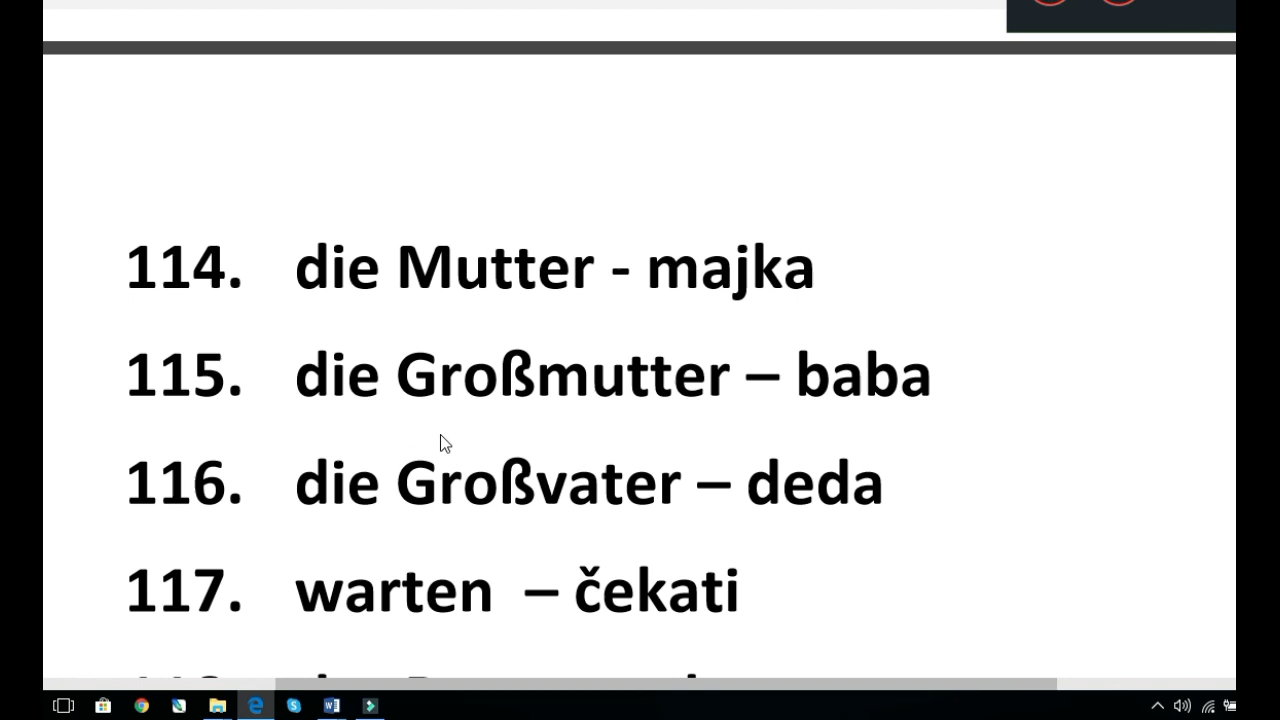 114. die Mutter - majka
115. die Großmutter – baba
116. die Großvater – deda
117. warten – čekati